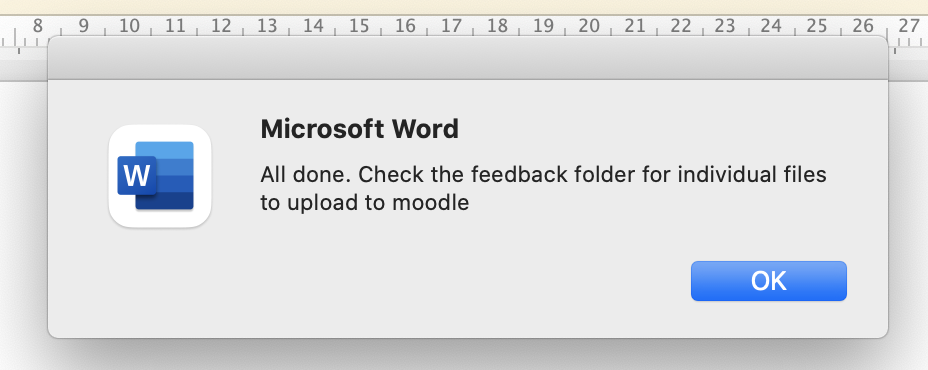 8 9 10 11 12 13 14 15 16 17 18 19 20 21 22 23 24 25 26 27
Microsoft Word
W
All done. Check the feedback folder for individual files
to upload to moodle
OK